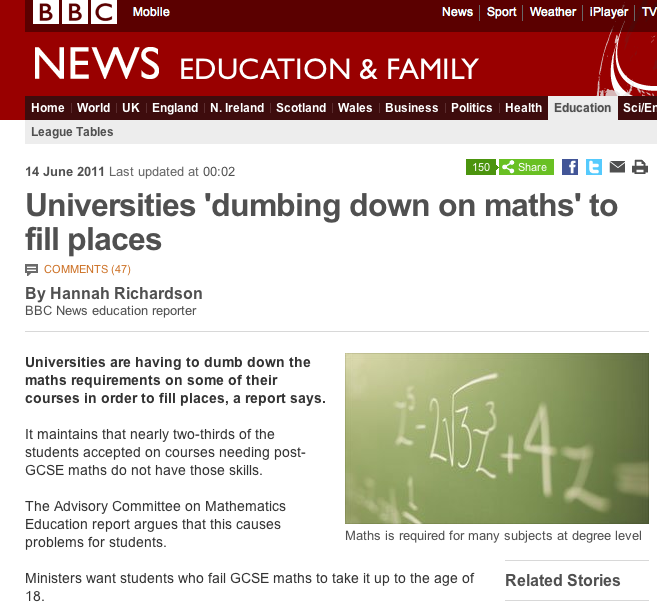 BBC Mobile News Sport Weather iPlayer TV
NEWS EDUCATION & FAMILY
Home World UK England N. Ireland Scotland Wales Business Politics Health Education Sci/En
League Tables
14 June 2011 Last updated at 00:02
150 Share
Universities 'dumbing down on maths' to
fill places
COMMENTS (47)
By Hannah Richardson
BBC News education reporter
Universities are having to dumb down the
maths requirements on some of their
courses in order to fill places, a report says.
It maintains that nearly two-thirds of the
students accepted on courses needing post-
GCSE maths do not have those skills.
The Advisory Committee on Mathematics
Education report argues that this causes
problems for students.
z⁵-2√3z³+4z
Maths is required for many subjects at degree level
Ministers want students who fail GCSE maths to take it up to the age of
18.
Related Stories